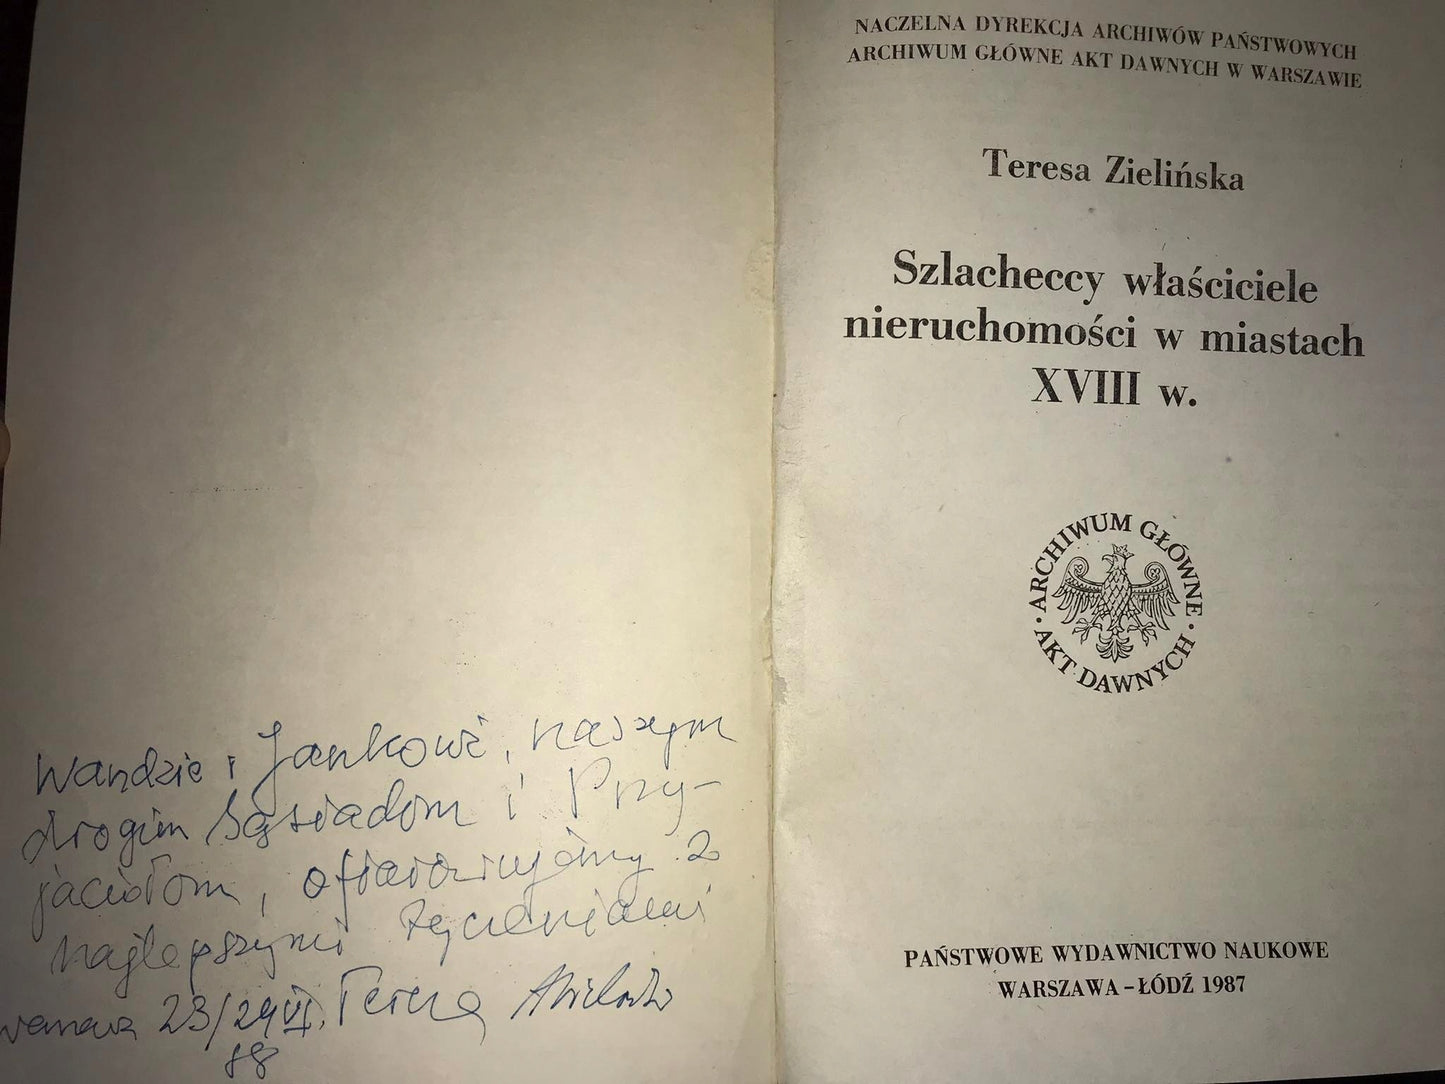 Wandzie i Jankowi, naszym
drogim Sąsiadom i Przy-
jaciołom, ofiarowujemy z
najlepszymi życzeniami
23/24 VI. Teresa
88
NACZELNA DYREKCJA ARCHIWÓW PAŃSTWOWYCH
ARCHIWUM GŁÓWNE AKT DAWNYCH W WARSZAWIE
Teresa Zielińska
Szlacheccy właściciele
nieruchomości w miastach
XVIII w.
ARCHIWUM GŁÓWNE
AKT DAWNYCH
PAŃSTWOWE WYDAWNICTWO NAUKOWE
WARSZAWA – ŁÓDŹ 1987